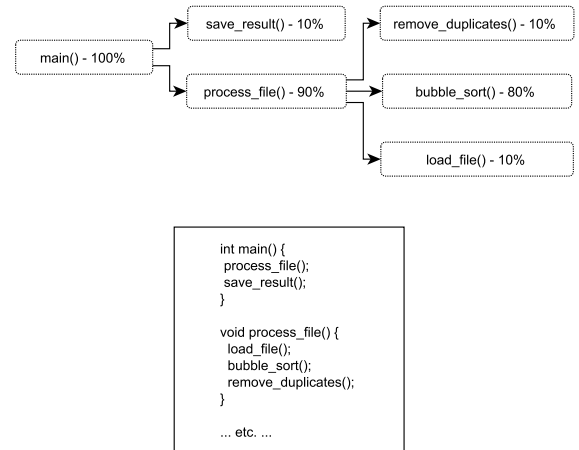 save_result() - 10%
remove_duplicates() - 10%
main() - 100%
process_file() - 90%
bubble_sort() - 80%
load_file() - 10%
int main() {
process_file();
save_result();
}
void process_file() {
load_file();
bubble_sort();
remove_duplicates();
}
... etc. ...